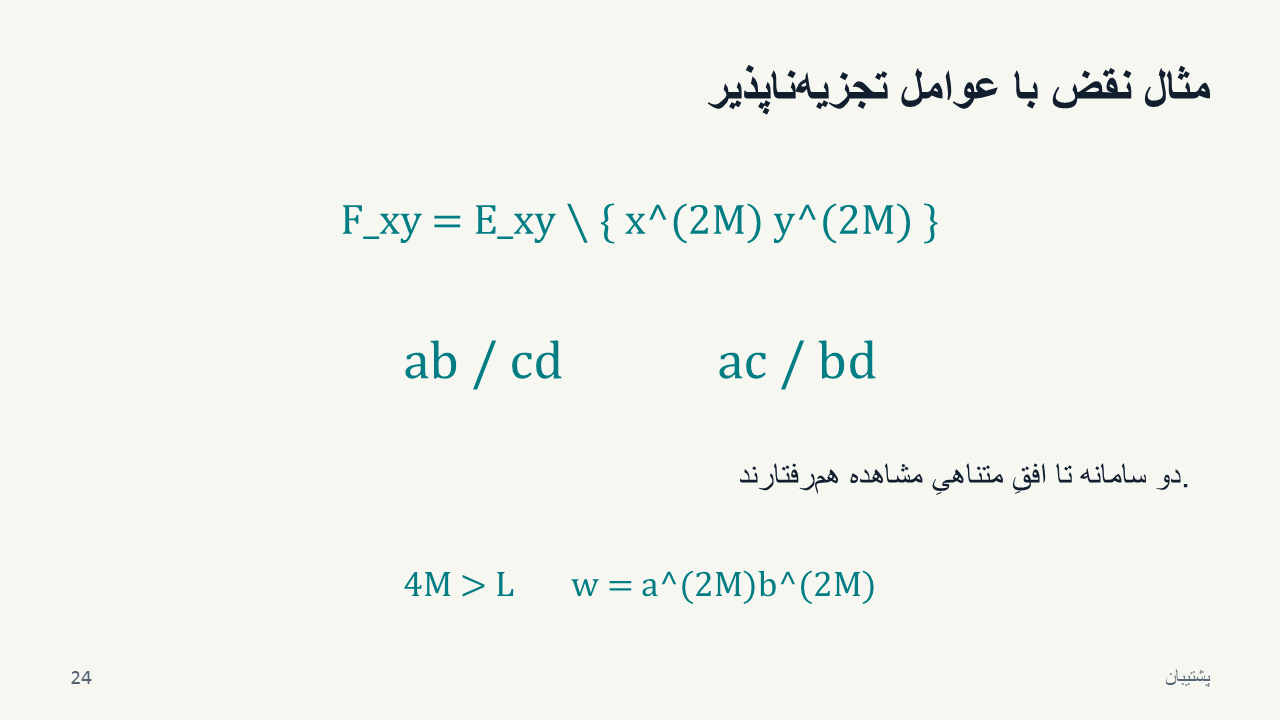 مثال نقض با عوامل تجزیه‌ناپذیر
F_xy = E_xy \ { x^(2M) y^(2M) }
ab / cd ac / bd
دو سامانه تا افقِ متناهیِ مشاهده هم‌رفتارند.
4M > L w = a^(2M)b^(2M)
پشتیبان
24